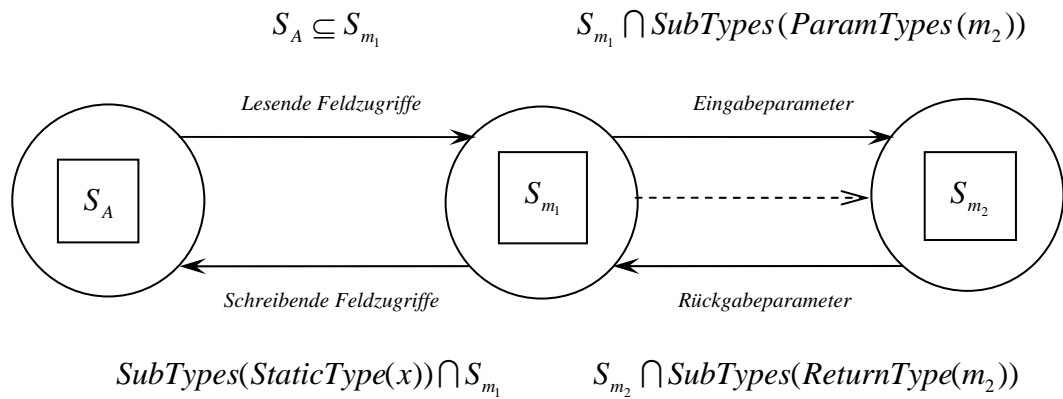 S_A ⊆ S_{m_1} S_{m_1} ⋂ SubTypes(ParamTypes(m_2))
Lesende Feldzugriffe Eingabeparameter
S_A S_{m_1} S_{m_2}
Schreibende Feldzugriffe Rückgabeparameter
SubTypes(StaticType(x)) ⋂ S_{m_1} S_{m_2} ⋂ SubTypes(ReturnType(m_2))